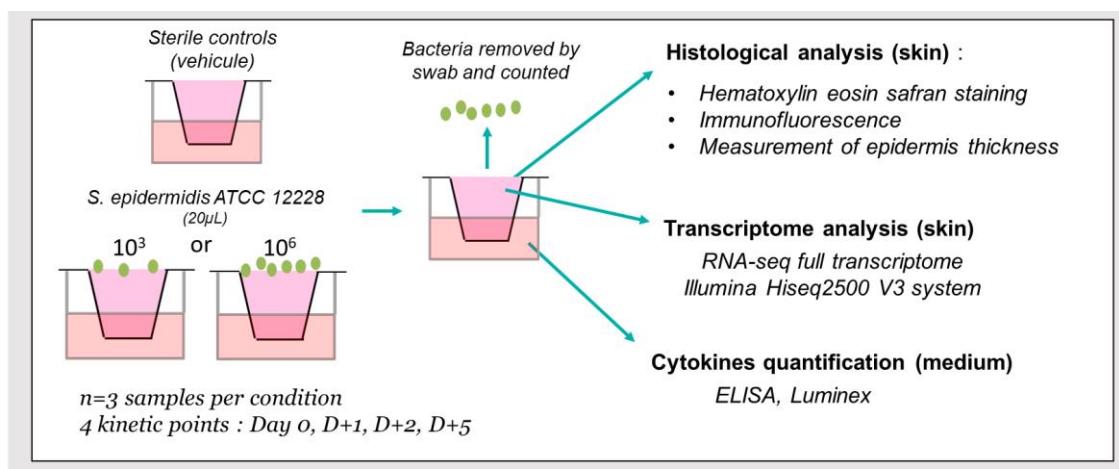 Sterile controls
(vehicule)
S. epidermidis ATCC 12228
(20µL)
10³ or 10⁶
n=3 samples per condition
4 kinetic points : Day 0, D+1, D+2, D+5
Bacteria removed by
swab and counted
Histological analysis (skin) :
• Hematoxylin eosin safran staining
• Immunofluorescence
• Measurement of epidermis thickness
Transcriptome analysis (skin)
RNA-seq full transcriptome
Illumina Hiseq2500 V3 system
Cytokines quantification (medium)
ELISA, Luminex